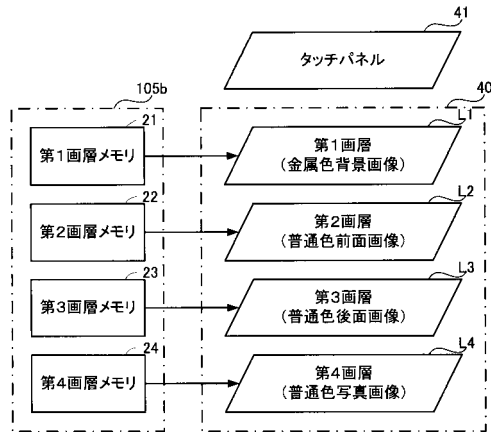 41
タッチパネル
105b
40
21
第1画層メモリ
L1
第1画層
(金属色背景画像)
22
第2画層メモリ
L2
第2画層
(普通色前面画像)
23
第3画層メモリ
L3
第3画層
(普通色後面画像)
24
第4画層メモリ
L4
第4画層
(普通色写真画像)